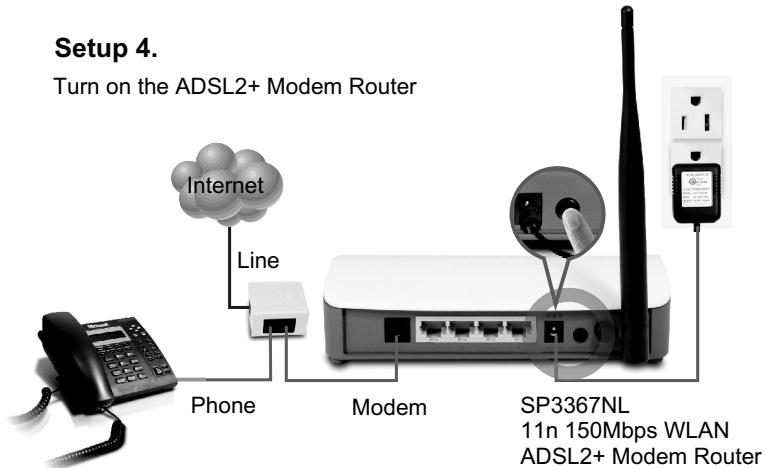 Setup 4.
Turn on the ADSL2+ Modem Router
Internet
Line
Phone
Modem
SP3367NL
11n 150Mbps WLAN
ADSL2+ Modem Router